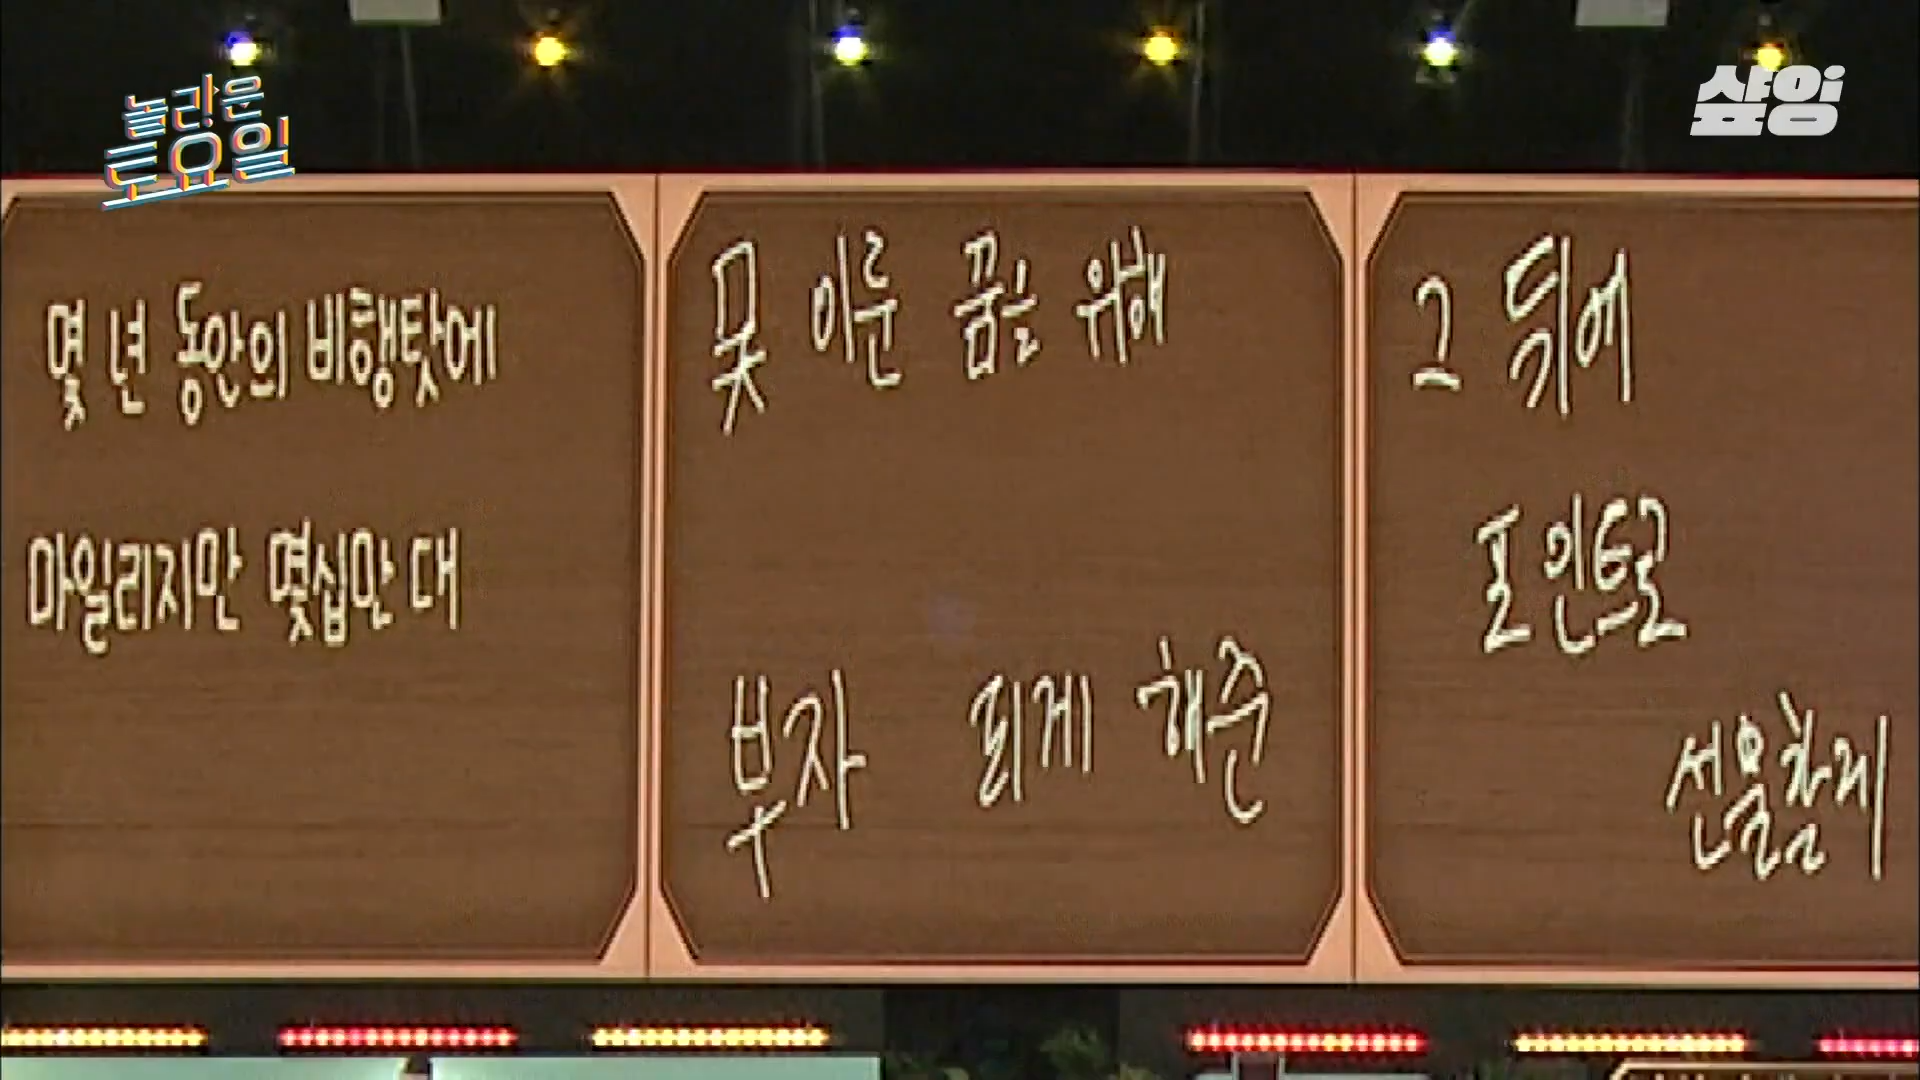 놀라운
토요일
샾잉
몇 년 동안의 비행탓에
마일리지만 몇십만 대
못 이룬 꿈을 위해
부자 되게 해준
그 뒤에
포인트로
선물할게